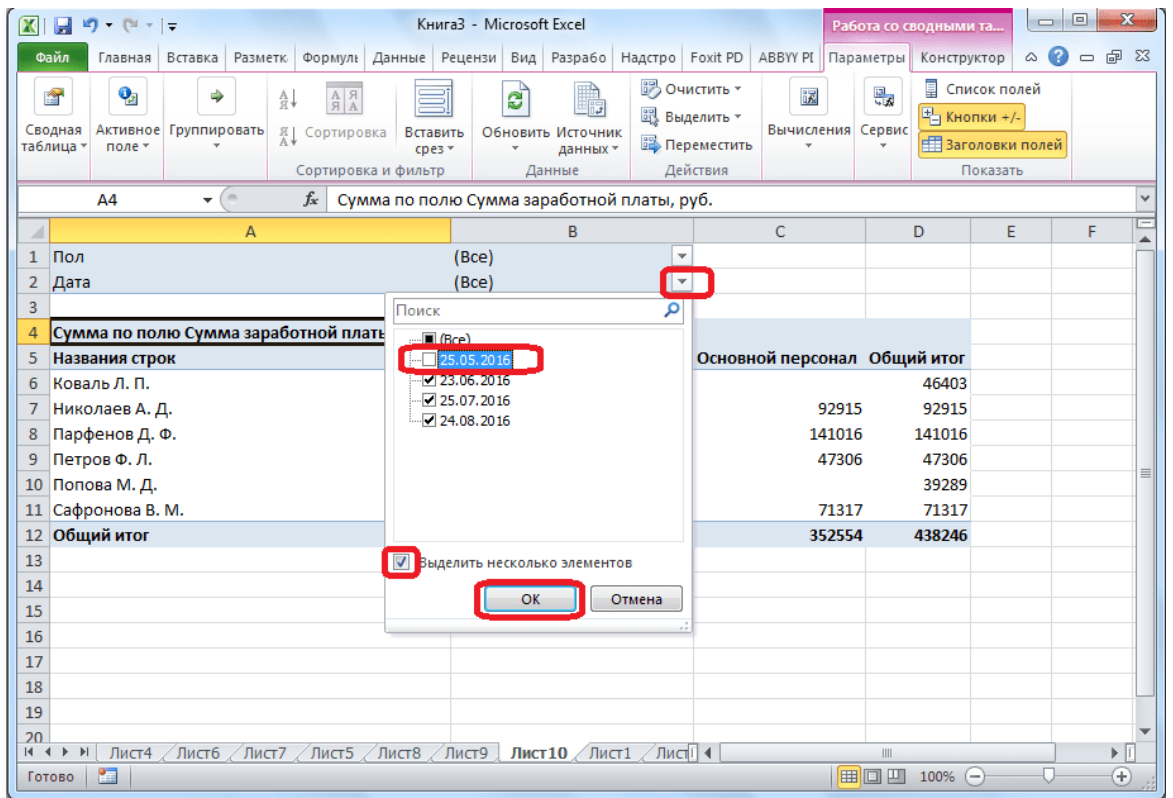 Книга3 - Microsoft Excel
Работа со сводными та...
Файл Главная Вставка Разметк Формулы Данные Рецензи Вид Разрабо Надстро Foxit PD ABBYY PI Параметры Конструктор
Сводная таблица
Активное поле
Группировать
Сортировка
Вставить срез
Обновить
Источник данных
Очистить
Выделить
Переместить
Вычисления
Сервис
Список полей
Кнопки +/-
Заголовки полей
Сортировка и фильтр Данные Действия Показать
A4 fx Сумма по полю Сумма заработной платы, руб.
A B C D E F
1 Пол (Все)
2 Дата (Все)
3
4 Сумма по полю Сумма заработной платы
5 Названия строк Основной персонал Общий итог
6 Коваль Л. П. 46403
7 Николаев А. Д. 92915 92915
8 Парфенов Д. Ф. 141016 141016
9 Петров Ф. Л. 47306 47306
10 Попова М. Д. 39289
11 Сафронова В. М. 71317 71317
12 Общий итог 352554 438246
13
14
15
16
17
18
19
20
Поиск
(Все)
25.05.2016
23.06.2016
25.07.2016
24.08.2016
Выделить несколько элементов
ОК Отмена
Лист4 Лист6 Лист7 Лист5 Лист8 Лист9 Лист10 Лист1 Лист
Готово 100%